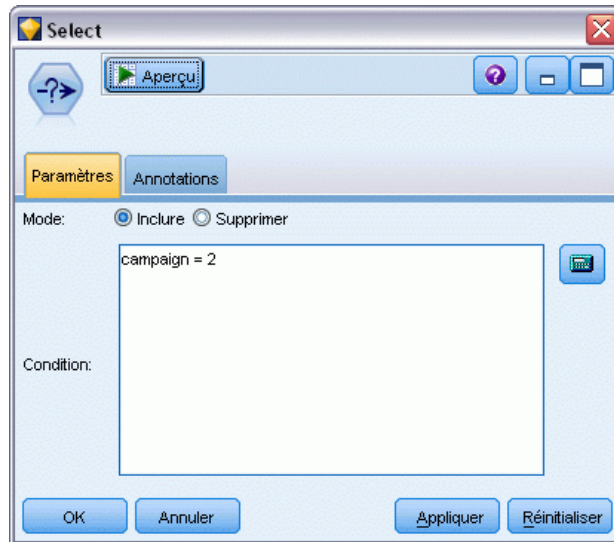 Select
Aperçu
Paramètres
Annotations
Mode: Inclure Supprimer
campaign = 2
Condition:
OK Annuler Appliquer Réinitialiser